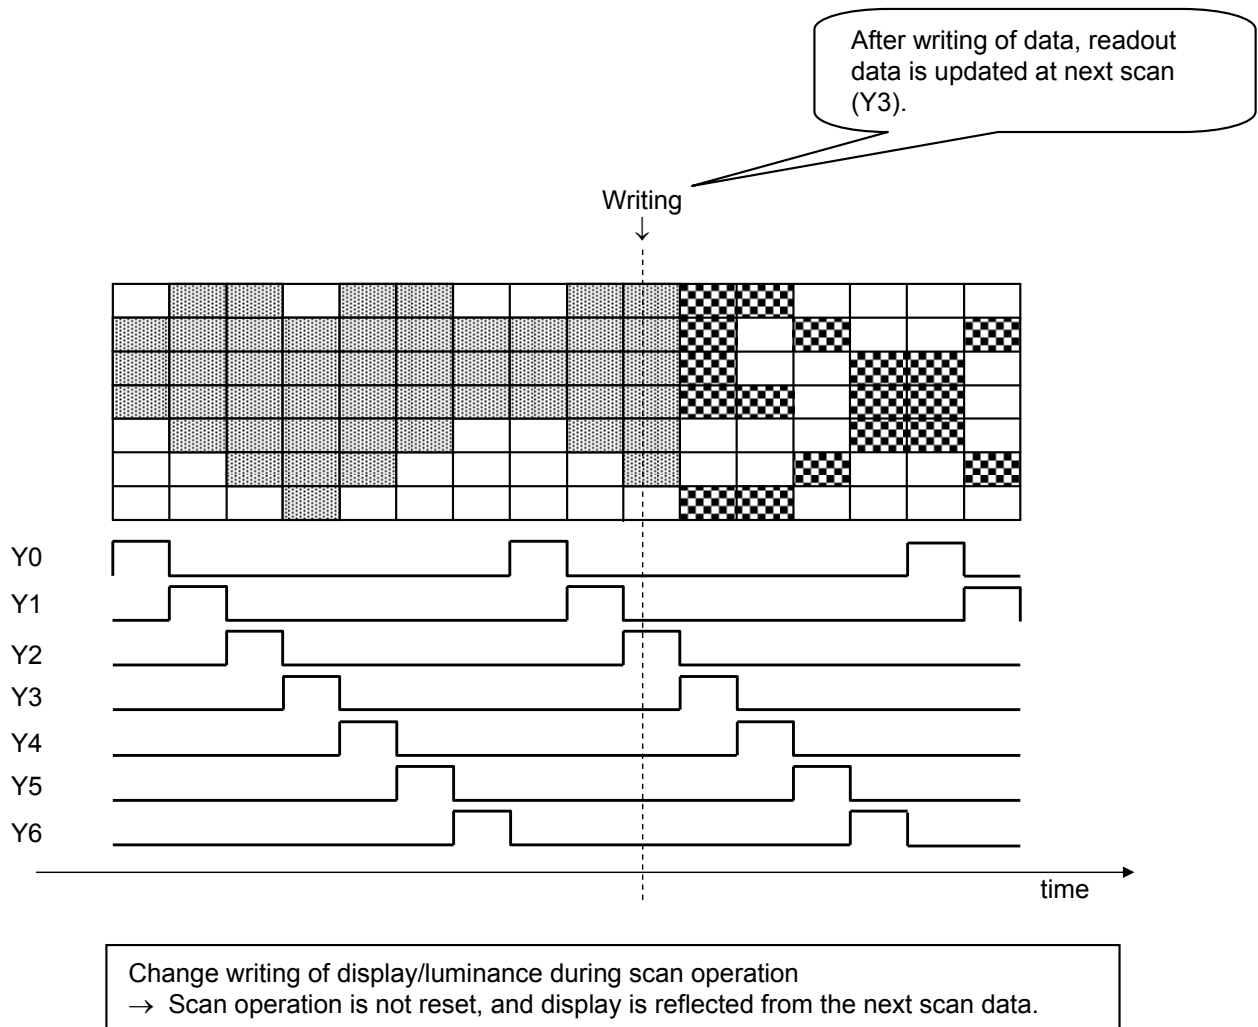 After writing of data, readout
data is updated at next scan
(Y3).
Writing
↓
Y0
Y1
Y2
Y3
Y4
Y5
Y6
time
Change writing of display/luminance during scan operation
→ Scan operation is not reset, and display is reflected from the next scan data.